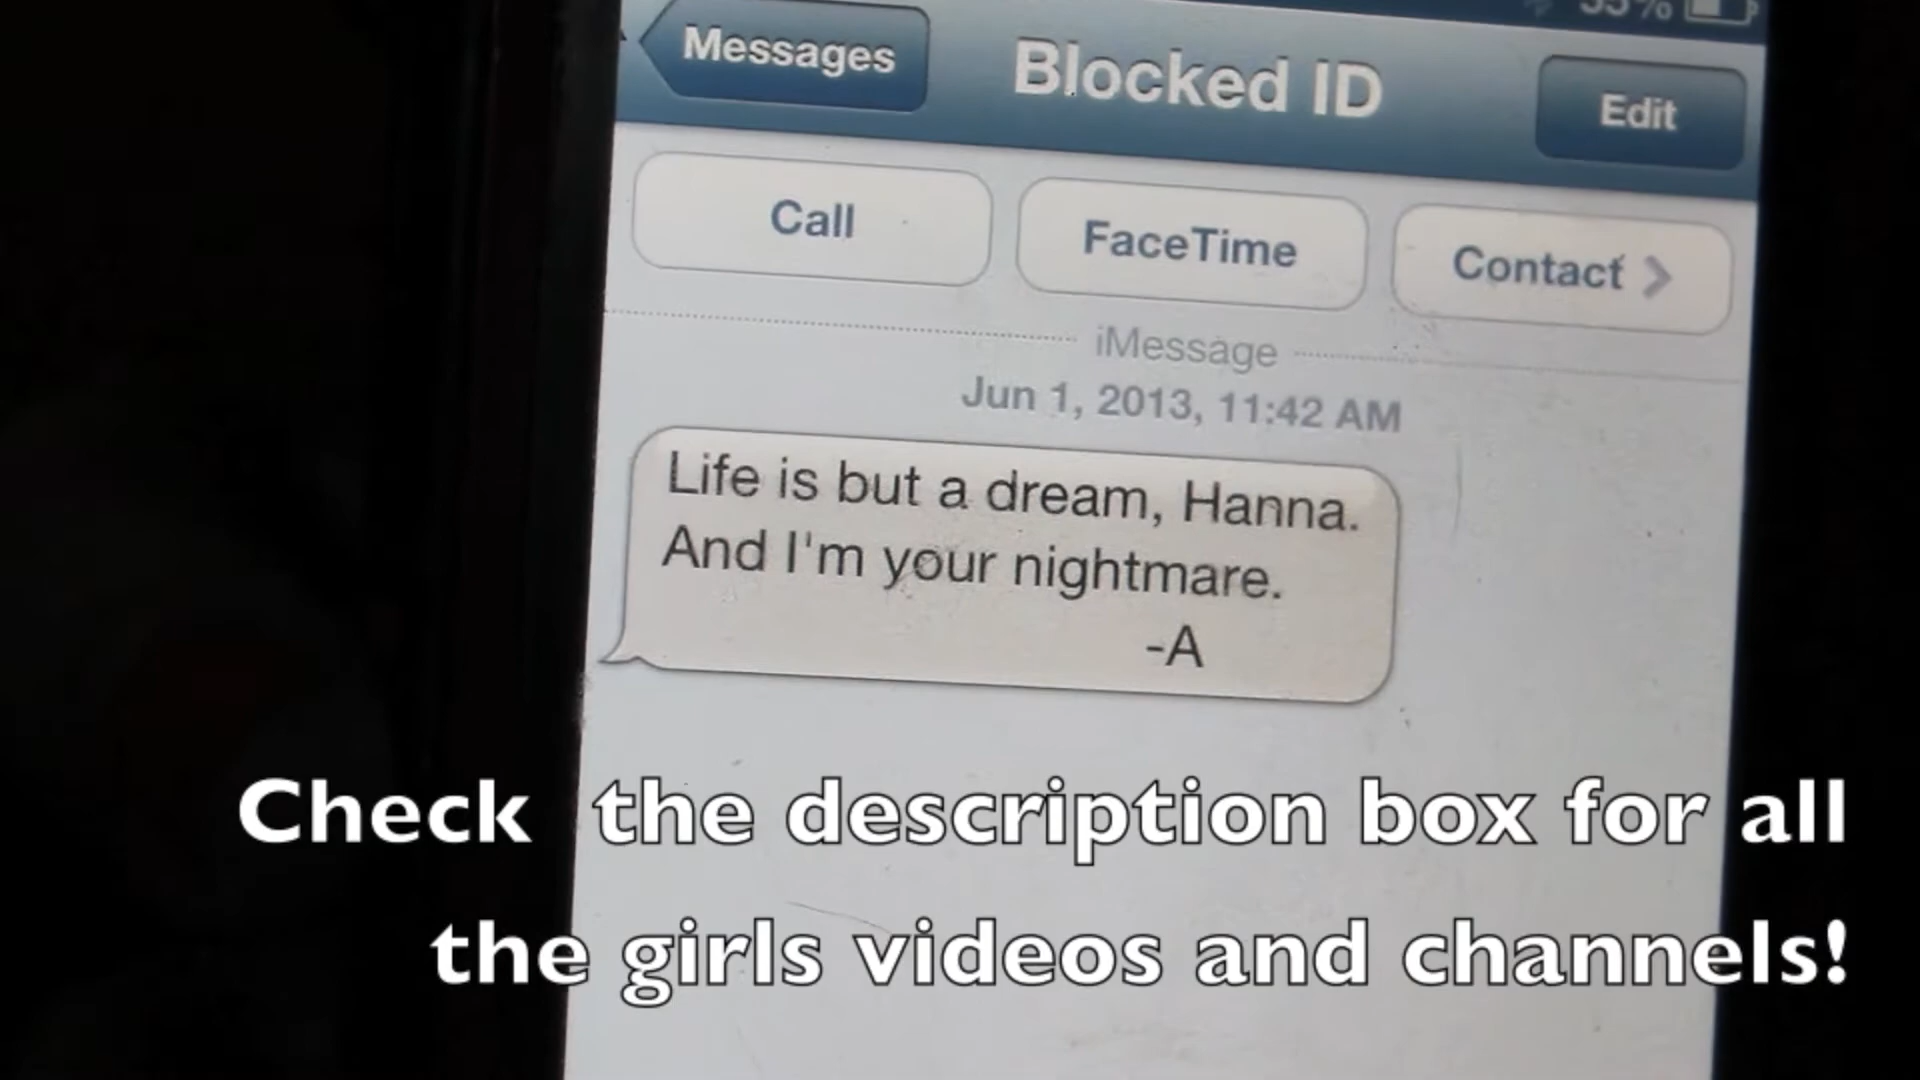 55%
Messages
Blocked ID
Edit
Call
FaceTime
Contact
iMessage
Jun 1, 2013, 11:42 AM
Life is but a dream, Hanna.
And I'm your nightmare.
-A
Check the description box for all
the girls videos and channels!